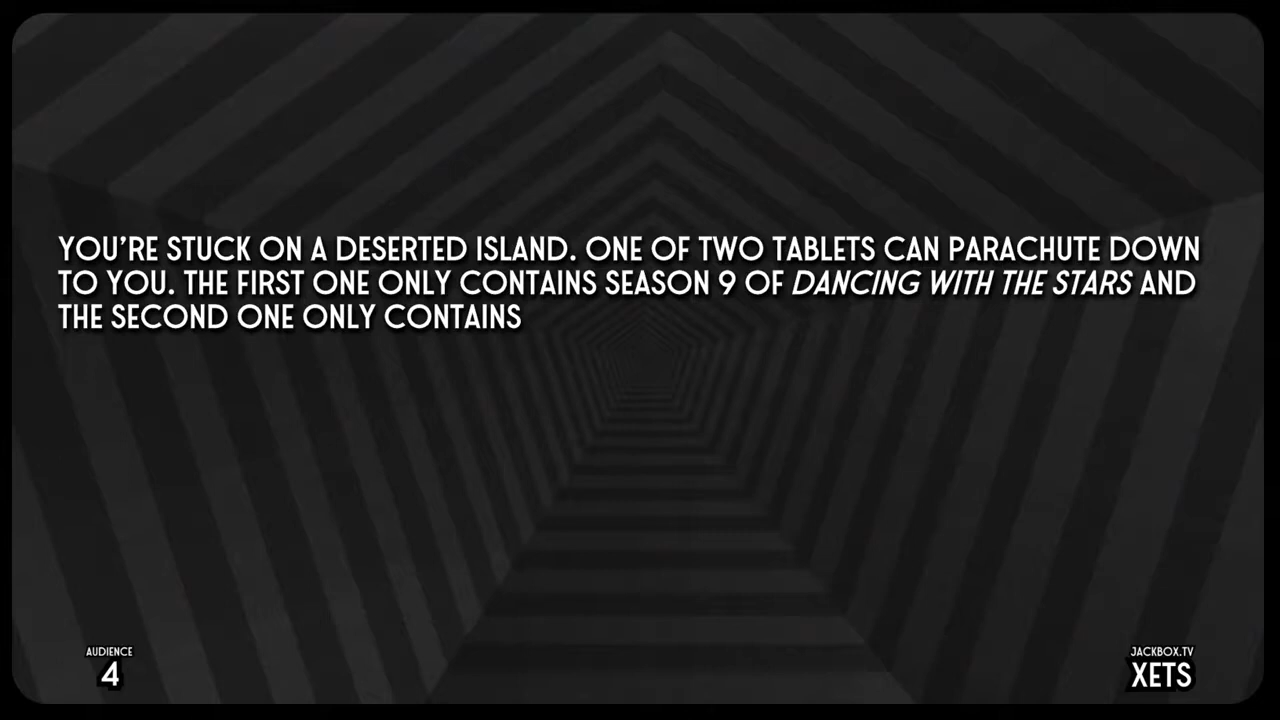 YOU'RE STUCK ON A DESERTED ISLAND. ONE OF TWO TABLETS CAN PARACHUTE DOWN
TO YOU. THE FIRST ONE ONLY CONTAINS SEASON 9 OF DANCING WITH THE STARS AND
THE SECOND ONE ONLY CONTAINS
AUDIENCE
4
JACKBOX.TV
XETS